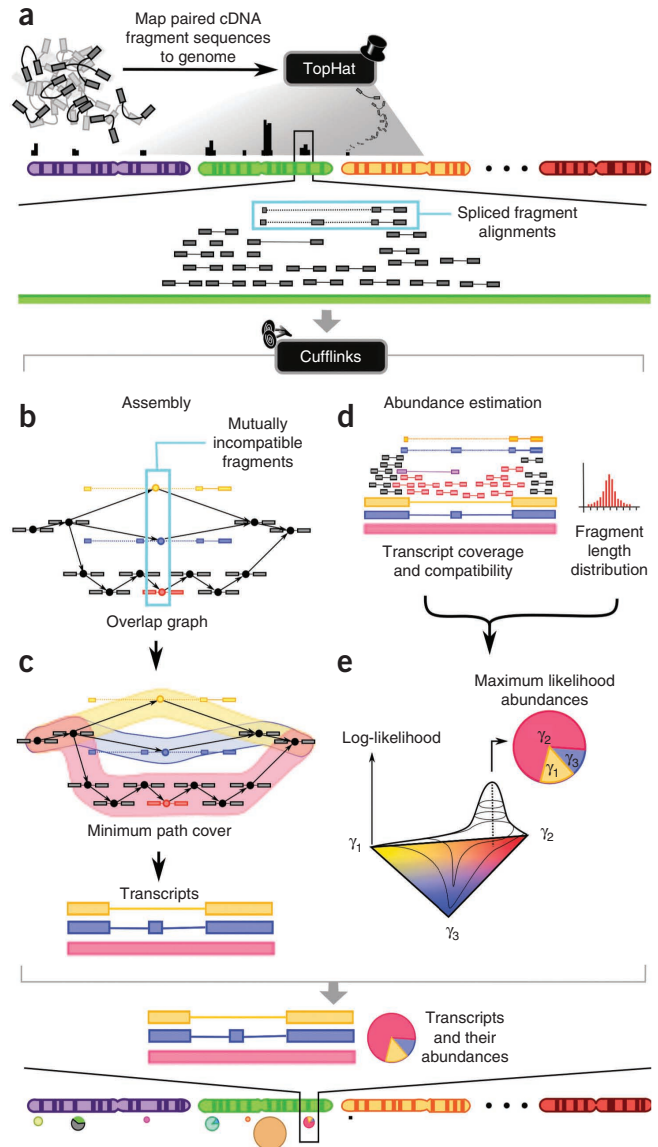 a
Map paired cDNA
fragment sequences
to genome
TopHat
Spliced fragment
alignments
Cufflinks
b
Assembly
Mutually
incompatible
fragments
Overlap graph
c
Minimum path cover
Transcripts
d
Abundance estimation
Transcript coverage
and compatibility
Fragment
length
distribution
e
Maximum likelihood
abundances
Log-likelihood
γ2
γ3
γ1
γ1
γ2
γ3
Transcripts
and their
abundances